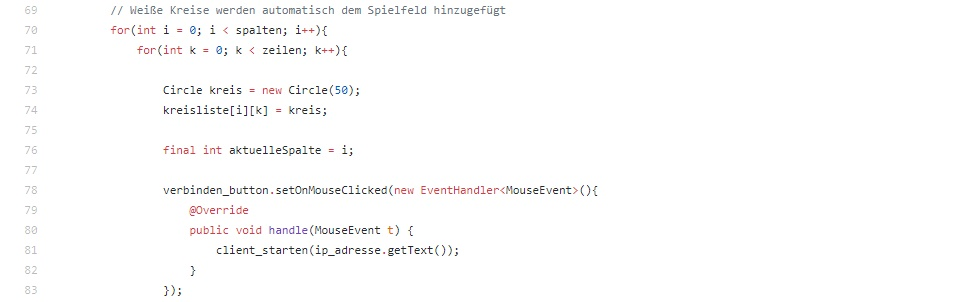 69 // Weiße Kreise werden automatisch dem Spielfeld hinzugefügt
70 for(int i = 0; i < spalten; i++){
71 for(int k = 0; k < zeilen; k++){
72
73 Circle kreis = new Circle(50);
74 kreisliste[i][k] = kreis;
75
76 final int aktuelleSpalte = i;
77
78 verbinden_button.setOnMouseClicked(new EventHandler<MouseEvent>(){
79 @Override
80 public void handle(MouseEvent t) {
81 client_starten(ip_adresse.getText());
82 }
83 });